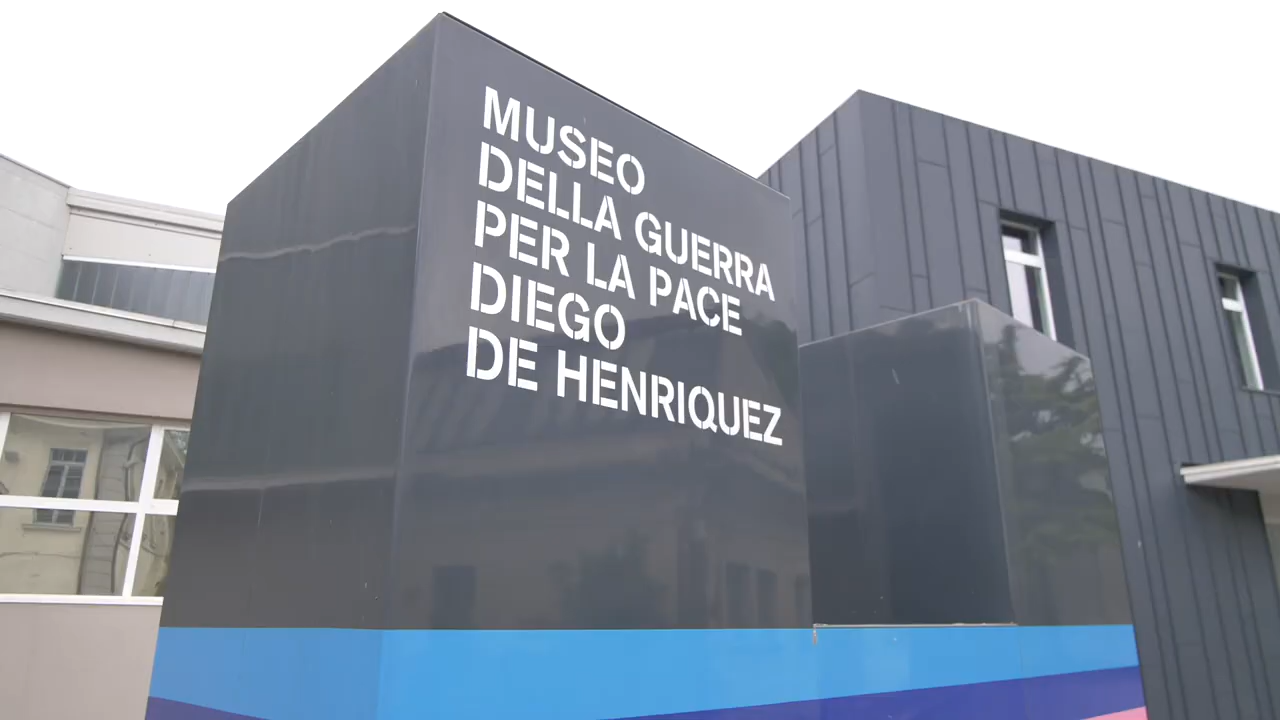 MUSEO
DELLA GUERRA
PER LA PACE
DIEGO
DE HENRIQUEZ